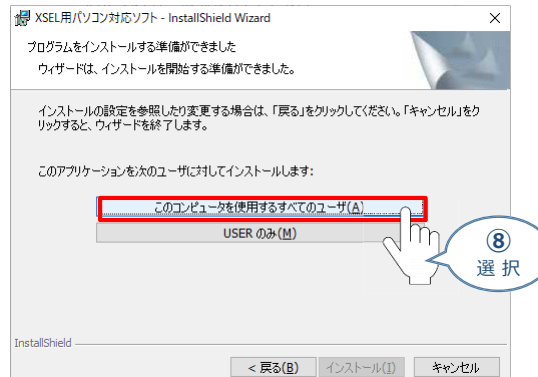 XSEL用パソコン対応ソフト - InstallShield Wizard
プログラムをインストールする準備ができました
ウィザードは、インストールを開始する準備ができました。
インストールの設定を参照したり変更する場合は、「戻る」をクリックしてください。「キャンセル」をク
リックすると、ウィザードを終了します。
このアプリケーションを次のユーザに対してインストールします:
このコンピュータを使用するすべてのユーザ(A)
USER のみ(M)
⑧
選択
InstallShield
< 戻る(B)
インストール(I)
キャンセル